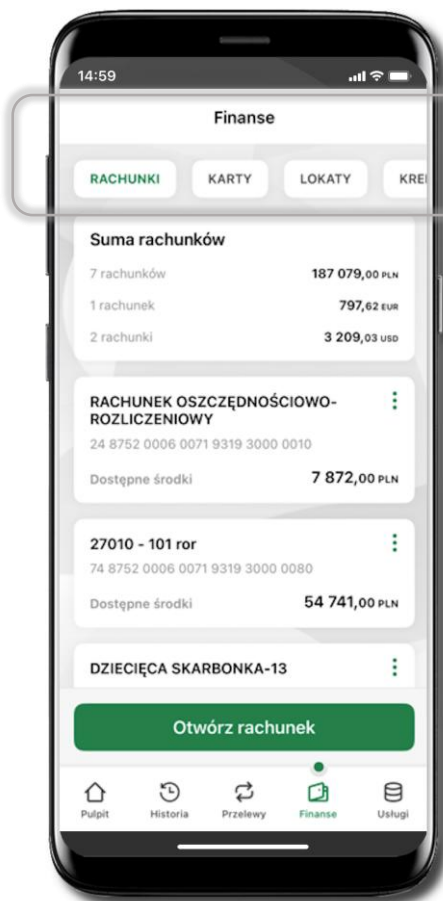 14:59
Finanse
RACHUNKI KARTY LOKATY KRE
Suma rachunków
7 rachunków 187 079,00 PLN
1 rachunek 797,62 EUR
2 rachunki 3 209,03 USD
RACHUNEK OSZCZĘDNOŚCIOWO-
ROZLICZENIOWY
24 8752 0006 0071 9319 3000 0010
Dostępne środki 7 872,00 PLN
27010 - 101 ror
74 8752 0006 0071 9319 3000 0080
Dostępne środki 54 741,00 PLN
DZIECIĘCA SKARBONKA-13
Otwórz rachunek
Pulpit Historia Przelewy Finanse Usługi